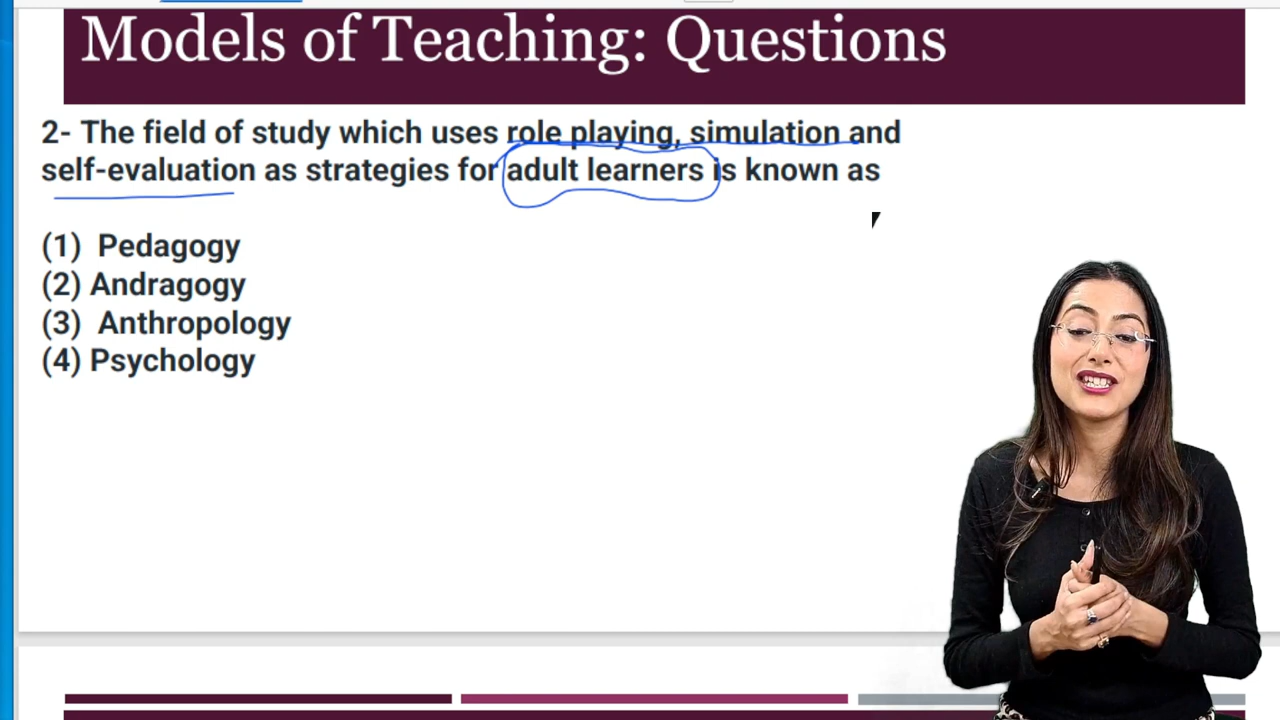 Models of Teaching: Questions
2- The field of study which uses role playing, simulation and
self-evaluation as strategies for adult learners is known as
(1) Pedagogy
(2) Andragogy
(3) Anthropology
(4) Psychology